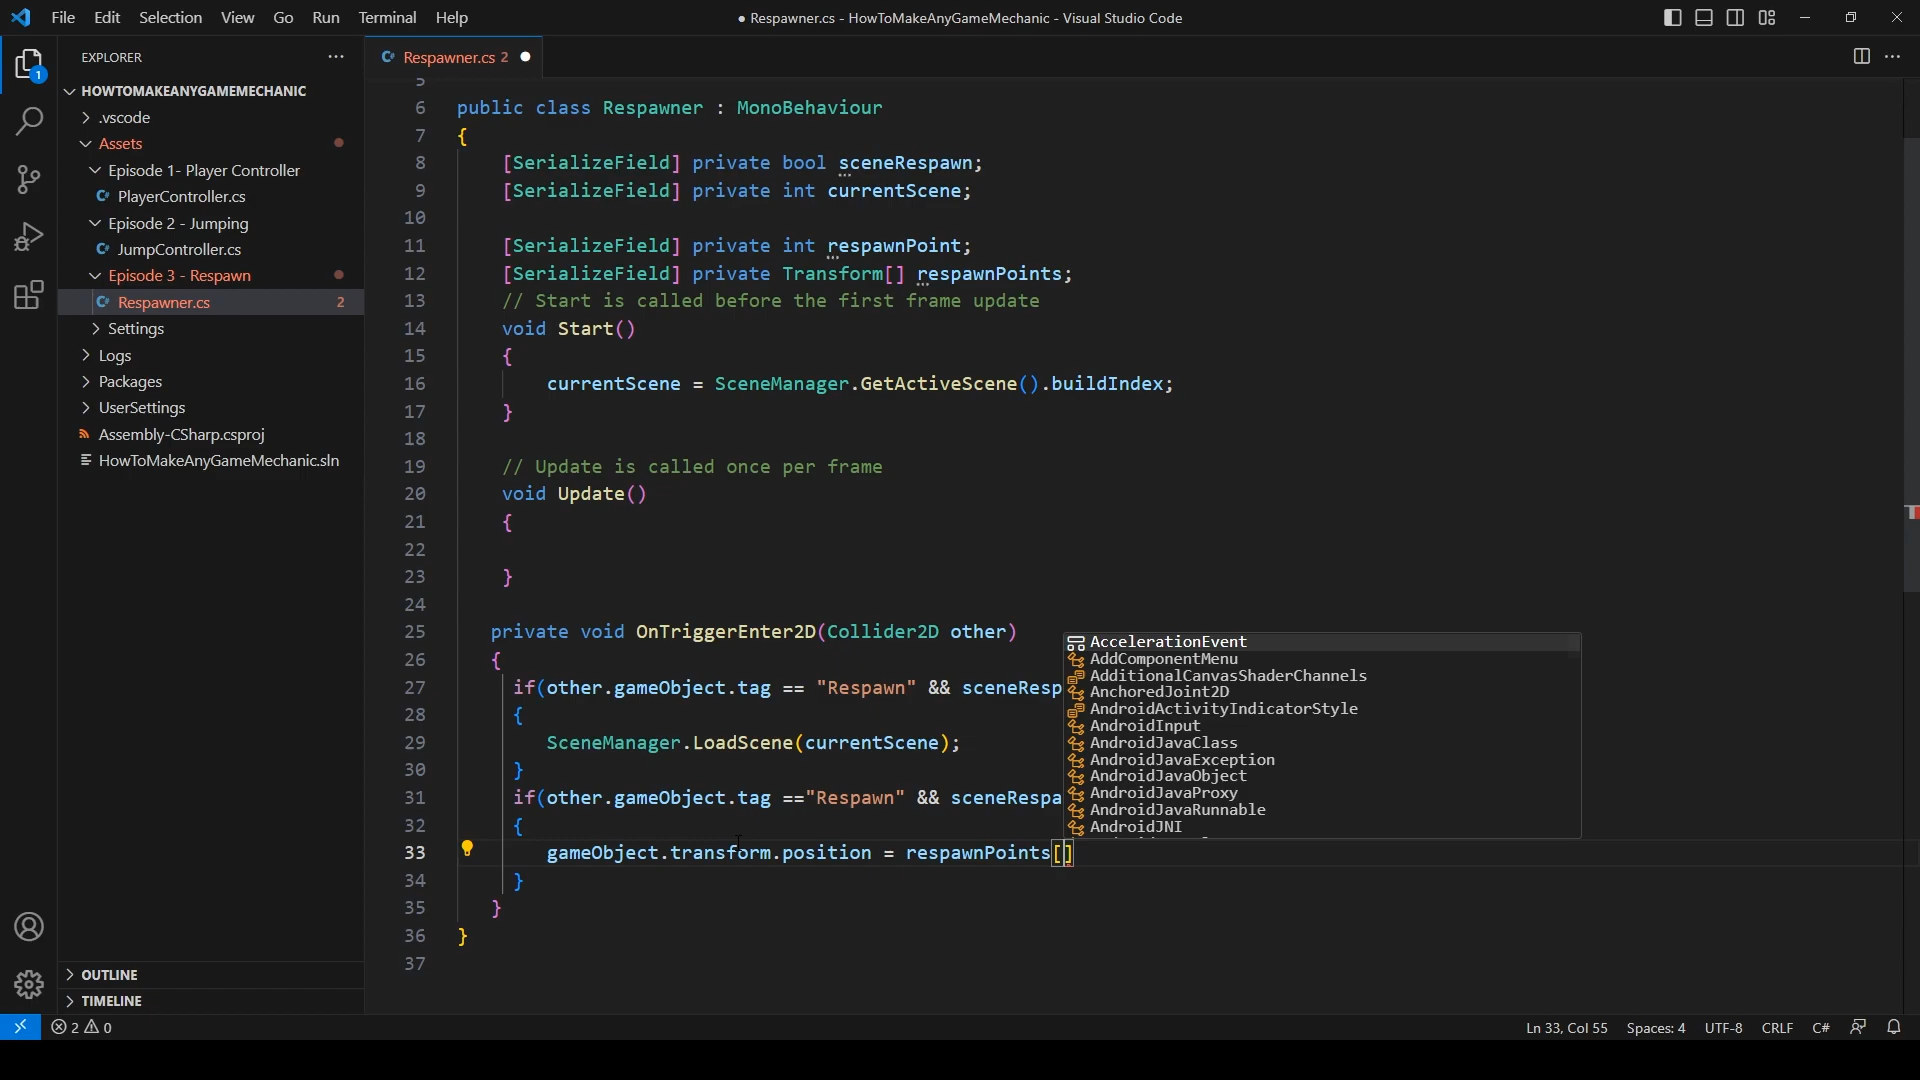 File Edit Selection View Go Run Terminal Help
● Respawner.cs - HowToMakeAnyGameMechanic - Visual Studio Code
EXPLORER
HOWTOMAKEANYGAMEMECHANIC
.vscode
Assets
Episode 1- Player Controller
PlayerController.cs
Episode 2 - Jumping
JumpController.cs
Episode 3 - Respawn
Respawner.cs 2
Settings
Logs
Packages
UserSettings
Assembly-CSharp.csproj
HowToMakeAnyGameMechanic.sln
OUTLINE
TIMELINE
1
Respawner.cs 2
5
6 public class Respawner : MonoBehaviour
7 {
8 [SerializeField] private bool sceneRespawn;
9 [SerializeField] private int currentScene;
10
11 [SerializeField] private int respawnPoint;
12 [SerializeField] private Transform[] respawnPoints;
13 // Start is called before the first frame update
14 void Start()
15 {
16 currentScene = SceneManager.GetActiveScene().buildIndex;
17 }
18
19 // Update is called once per frame
20 void Update()
21 {
22
23 }
24
25 private void OnTriggerEnter2D(Collider2D other)
26 {
27 if(other.gameObject.tag == "Respawn" && sceneResp
28 {
29 SceneManager.LoadScene(currentScene);
30 }
31 if(other.gameObject.tag =="Respawn" && sceneRespa
32 {
33 gameObject.transform.position = respawnPoints[]
34 }
35 }
36 }
37
AccelerationEvent
AddComponentMenu
AdditionalCanvasShaderChannels
AnchoredJoint2D
AndroidActivityIndicatorStyle
AndroidInput
AndroidJavaClass
AndroidJavaException
AndroidJavaObject
AndroidJavaProxy
AndroidJavaRunnable
AndroidJNI
2 0
Ln 33, Col 55 Spaces: 4 UTF-8 CRLF C#